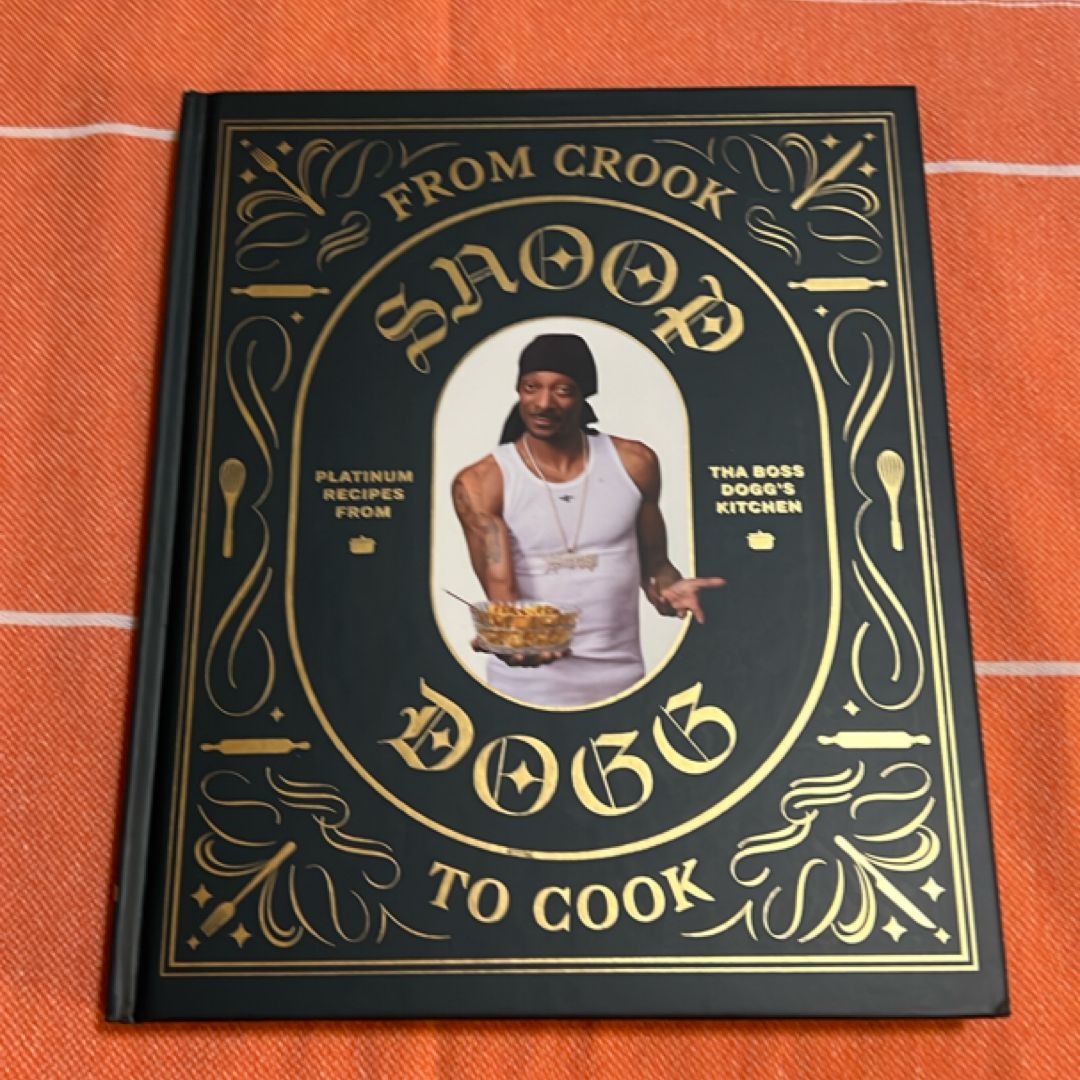 FROM CROOK
SNOOP
PLATINUM
RECIPES
FROM
THA BOSS
DOGG'S
KITCHEN
DOGG
TO COOK